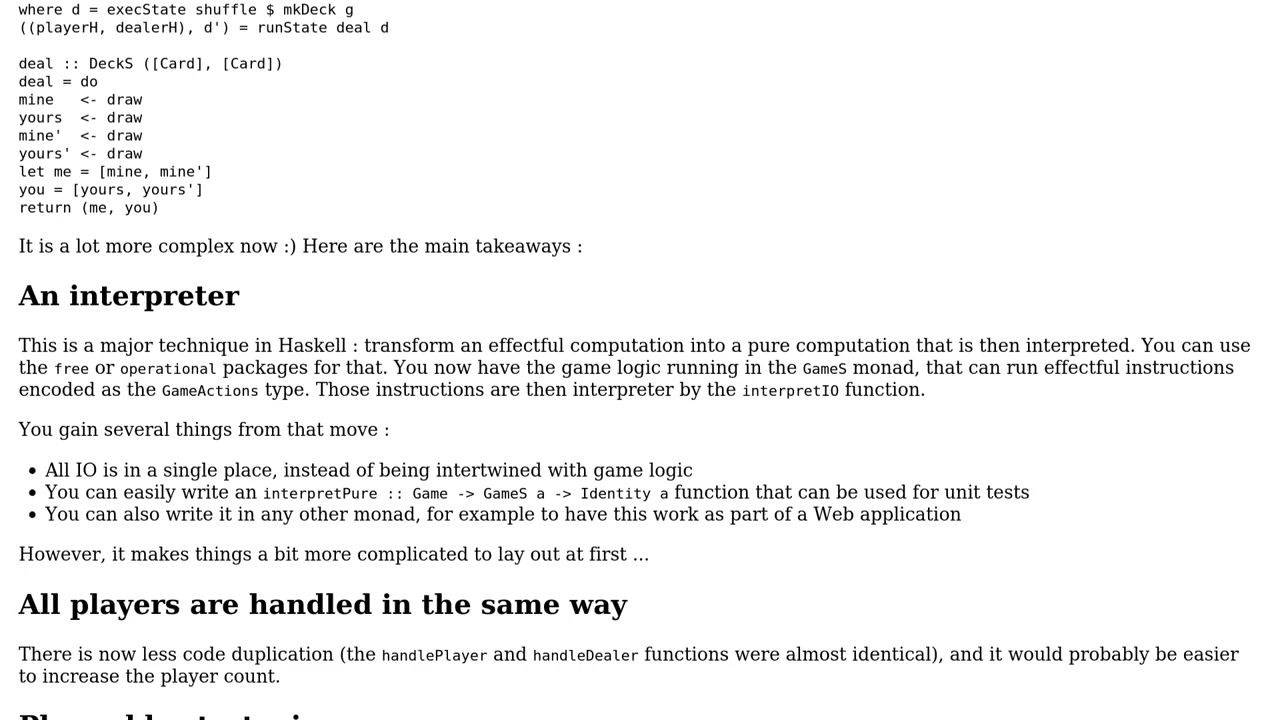 where d = execState shuffle $ mkDeck g
((playerH, dealerH), d') = runState deal d
deal :: DeckS ([Card], [Card])
deal = do
mine   <- draw
yours  <- draw
mine'  <- draw
yours' <- draw
let me = [mine, mine']
you = [yours, yours']
return (me, you)
It is a lot more complex now :) Here are the main takeaways :
An interpreter
This is a major technique in Haskell : transform an effectful computation into a pure computation that is then interpreted. You can use
the free or operational packages for that. You now have the game logic running in the GameS monad, that can run effectful instructions
encoded as the GameActions type. Those instructions are then interpreter by the interpretIO function.
You gain several things from that move :
• All IO is in a single place, instead of being intertwined with game logic
• You can easily write an interpretPure :: Game -> GameS a -> Identity a function that can be used for unit tests
• You can also write it in any other monad, for example to have this work as part of a Web application
However, it makes things a bit more complicated to lay out at first ...
All players are handled in the same way
There is now less code duplication (the handlePlayer and handleDealer functions were almost identical), and it would probably be easier
to increase the player count.